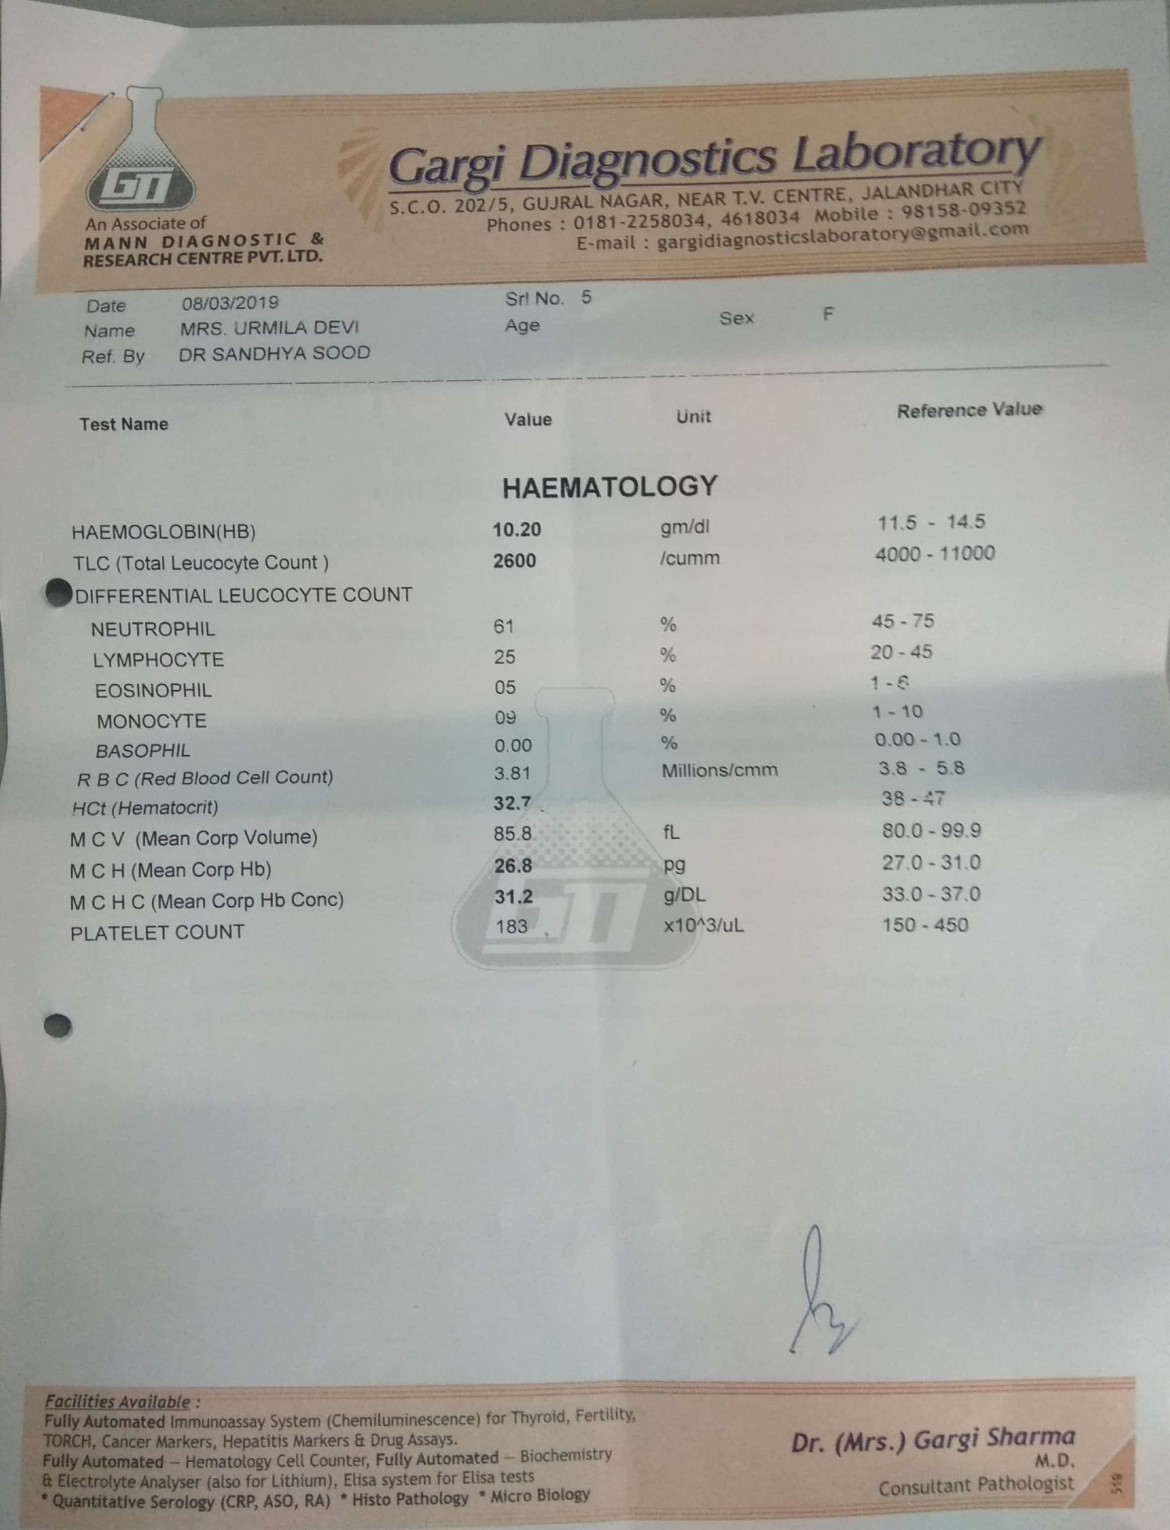 Gargi Diagnostics Laboratory
S.C.O. 202/5, GUJRAL NAGAR, NEAR T.V. CENTRE, JALANDHAR CITY
Phones : 0181-2258034, 4618034 Mobile : 98158-09352
E-mail : gargidiagnosticslaboratory@gmail.com
An Associate of
MANN DIAGNOSTIC &
RESEARCH CENTRE PVT. LTD.
Date 08/03/2019 Srl No. 5
Name MRS. URMILA DEVI Age Sex F
Ref. By DR SANDHYA SOOD
Test Name Value Unit Reference Value
HAEMATOLOGY
HAEMOGLOBIN(HB) 10.20 gm/dl 11.5 - 14.5
TLC (Total Leucocyte Count ) 2600 /cumm 4000 - 11000
DIFFERENTIAL LEUCOCYTE COUNT
NEUTROPHIL 61 % 45 - 75
LYMPHOCYTE 25 % 20 - 45
EOSINOPHIL 05 % 1 - 6
MONOCYTE 09 % 1 - 10
BASOPHIL 0.00 % 0.00 - 1.0
R B C (Red Blood Cell Count) 3.81 Millions/cmm 3.8 - 5.8
HCt (Hematocrit) 32.7 38 - 47
M C V (Mean Corp Volume) 85.8 fL 80.0 - 99.9
M C H (Mean Corp Hb) 26.8 pg 27.0 - 31.0
M C H C (Mean Corp Hb Conc) 31.2 g/DL 33.0 - 37.0
PLATELET COUNT 183 x10^3/uL 150 - 450
Facilities Available :
Fully Automated Immunoassay System (Chemiluminescence) for Thyroid, Fertility,
TORCH, Cancer Markers, Hepatitis Markers & Drug Assays.
Fully Automated – Hematology Cell Counter, Fully Automated – Biochemistry
& Electrolyte Analyser (also for Lithium), Elisa system for Elisa tests
* Quantitative Serology (CRP, ASO, RA) * Histo Pathology * Micro Biology
Dr. (Mrs.) Gargi Sharma
M.D.
Consultant Pathologist